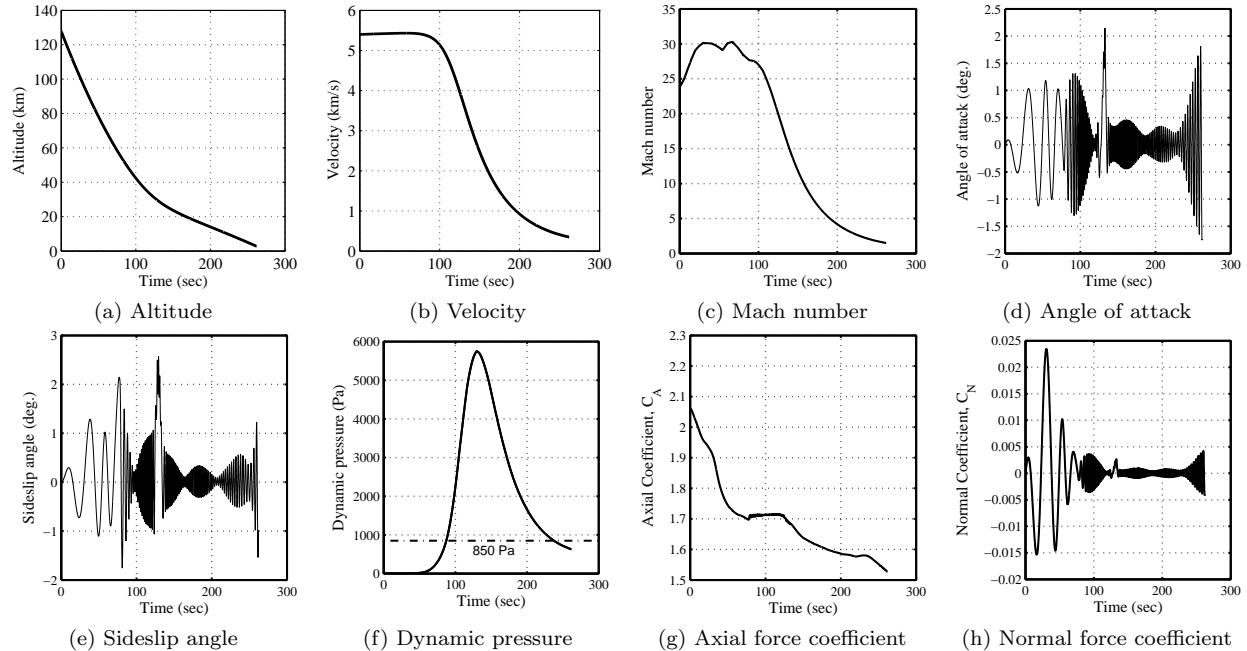 140
120
100
80
60
40
20
0
Altitude (km)
0 100 200 300
Time (sec)
(a) Altitude
6
5
4
3
2
1
0
Velocity (km/s)
0 100 200 300
Time (sec)
(b) Velocity
35
30
25
20
15
10
5
0
Mach number
0 100 200 300
Time (sec)
(c) Mach number
2.5
2
1.5
1
0.5
0
−0.5
−1
−1.5
−2
Angle of attack (deg.)
0 100 200 300
Time (sec)
(d) Angle of attack
3
2
1
0
−1
−2
Sideslip angle (deg.)
0 100 200 300
Time (sec)
(e) Sideslip angle
6000
5000
4000
3000
2000
1000
0
Dynamic pressure (Pa)
850 Pa
0 100 200 300
Time (sec)
(f) Dynamic pressure
2.3
2.2
2.1
2
1.9
1.8
1.7
1.6
1.5
Axial Coefficient, C_A
0 100 200 300
Time (sec)
(g) Axial force coefficient
0.025
0.02
0.015
0.01
0.005
0
−0.005
−0.01
−0.015
−0.02
Normal Coefficient, C_N
0 100 200 300
Time (sec)
(h) Normal force coefficient